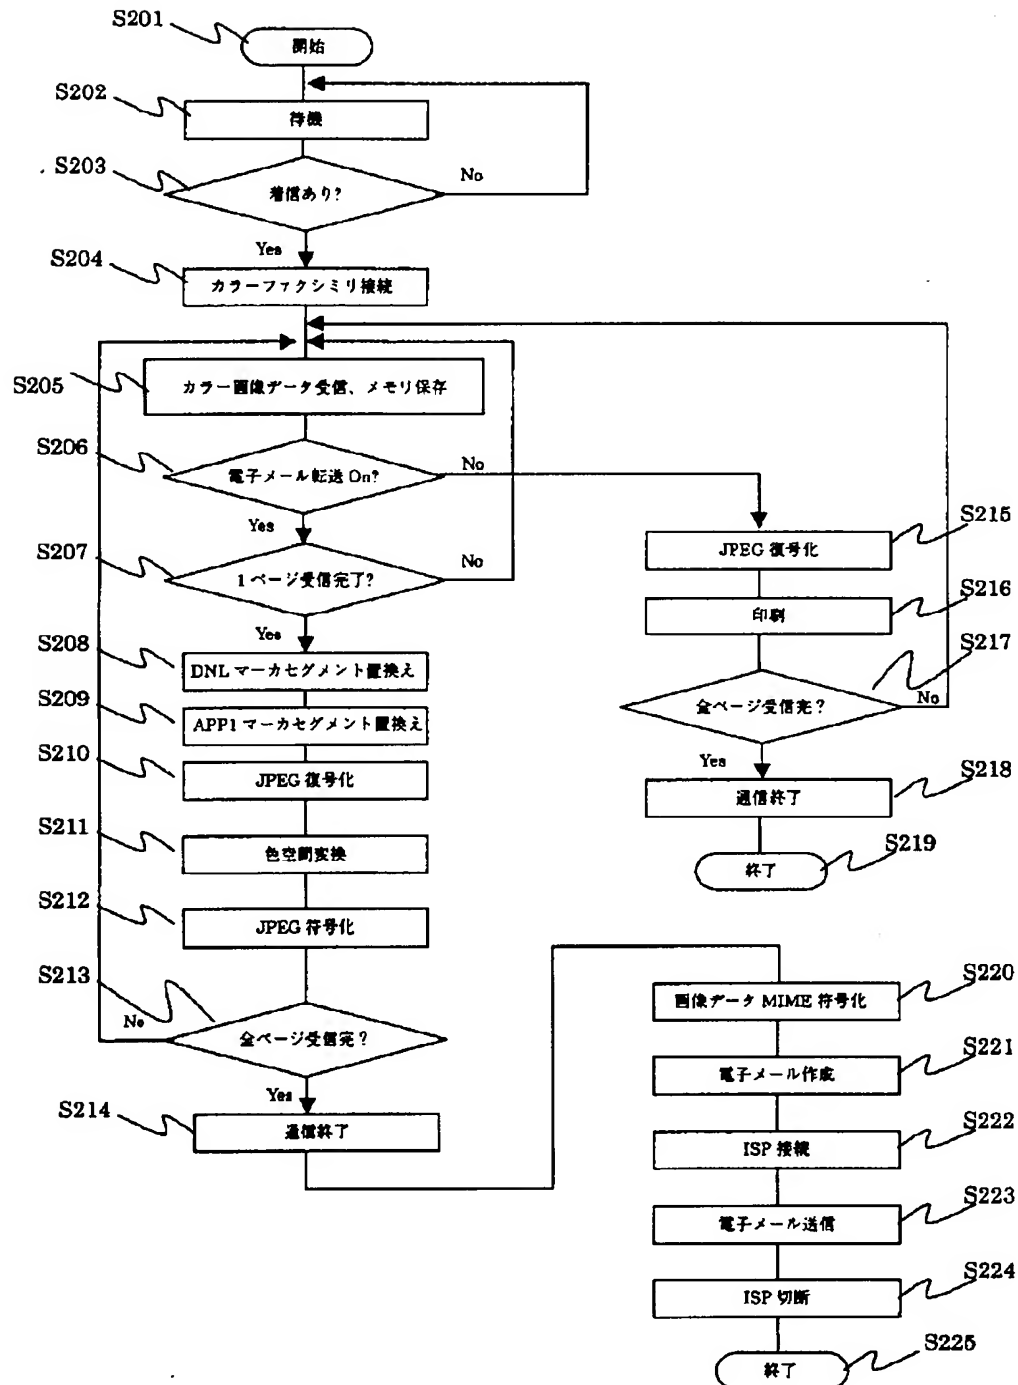 S201
開始
S202
待機
S203
着信あり?
No
Yes
S204
カラーファクシミリ接続
S205
カラー画像データ受信、メモリ保存
S206
電子メール転送 On?
No
Yes
S207
1 ページ受信完了?
No
Yes
S208
DNL マーカセグメント置換え
S209
APP1 マーカセグメント置換え
S210
JPEG 復号化
S211
色空間変換
S212
JPEG 符号化
S213
No
全ページ受信完?
Yes
S214
通信終了
S215
JPEG 復号化
S216
印刷
S217
全ページ受信完?
No
Yes
S218
通信終了
S219
終了
S220
画像データ MIME 符号化
S221
電子メール作成
S222
ISP 接続
S223
電子メール送信
S224
ISP 切断
S225
終了